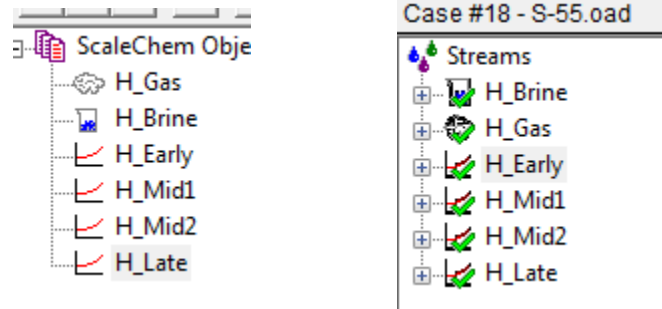 ScaleChem Obje
H_Gas
H_Brine
H_Early
H_Mid1
H_Mid2
H_Late
Case #18 - S-55.oad
Streams
H_Brine
H_Gas
H_Early
H_Mid1
H_Mid2
H_Late